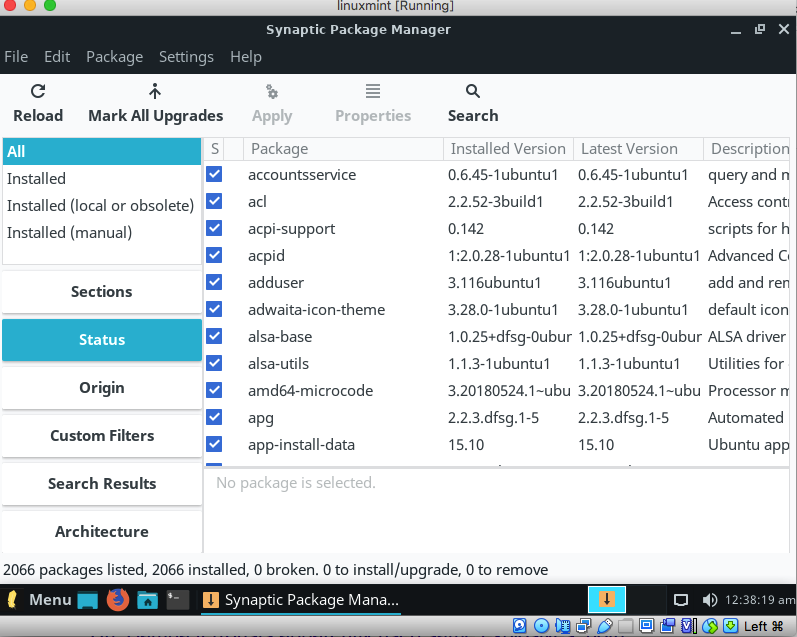 linuxmint [Running]
Synaptic Package Manager
File Edit Package Settings Help
Reload Mark All Upgrades Apply Properties Search
All
Installed
Installed (local or obsolete)
Installed (manual)
Sections
Status
Origin
Custom Filters
Search Results
Architecture
S Package Installed Version Latest Version Description
accountsservice 0.6.45-1ubuntu1 0.6.45-1ubuntu1 query and m
acl 2.2.52-3build1 2.2.52-3build1 Access cont
acpi-support 0.142 0.142 scripts for h
acpid 1:2.0.28-1ubuntu1 1:2.0.28-1ubuntu1 Advanced C
adduser 3.116ubuntu1 3.116ubuntu1 add and rem
adwaita-icon-theme 3.28.0-1ubuntu1 3.28.0-1ubuntu1 default icon
alsa-base 1.0.25+dfsg-0ubur 1.0.25+dfsg-0ubur ALSA driver
alsa-utils 1.1.3-1ubuntu1 1.1.3-1ubuntu1 Utilities for
amd64-microcode 3.20180524.1~ubu 3.20180524.1~ubu Processor m
apg 2.2.3.dfsg.1-5 2.2.3.dfsg.1-5 Automated
app-install-data 15.10 15.10 Ubuntu app
No package is selected.
2066 packages listed, 2066 installed, 0 broken. 0 to install/upgrade, 0 to remove
Menu Synaptic Package Mana... 12:38:19 am
Left ⌘